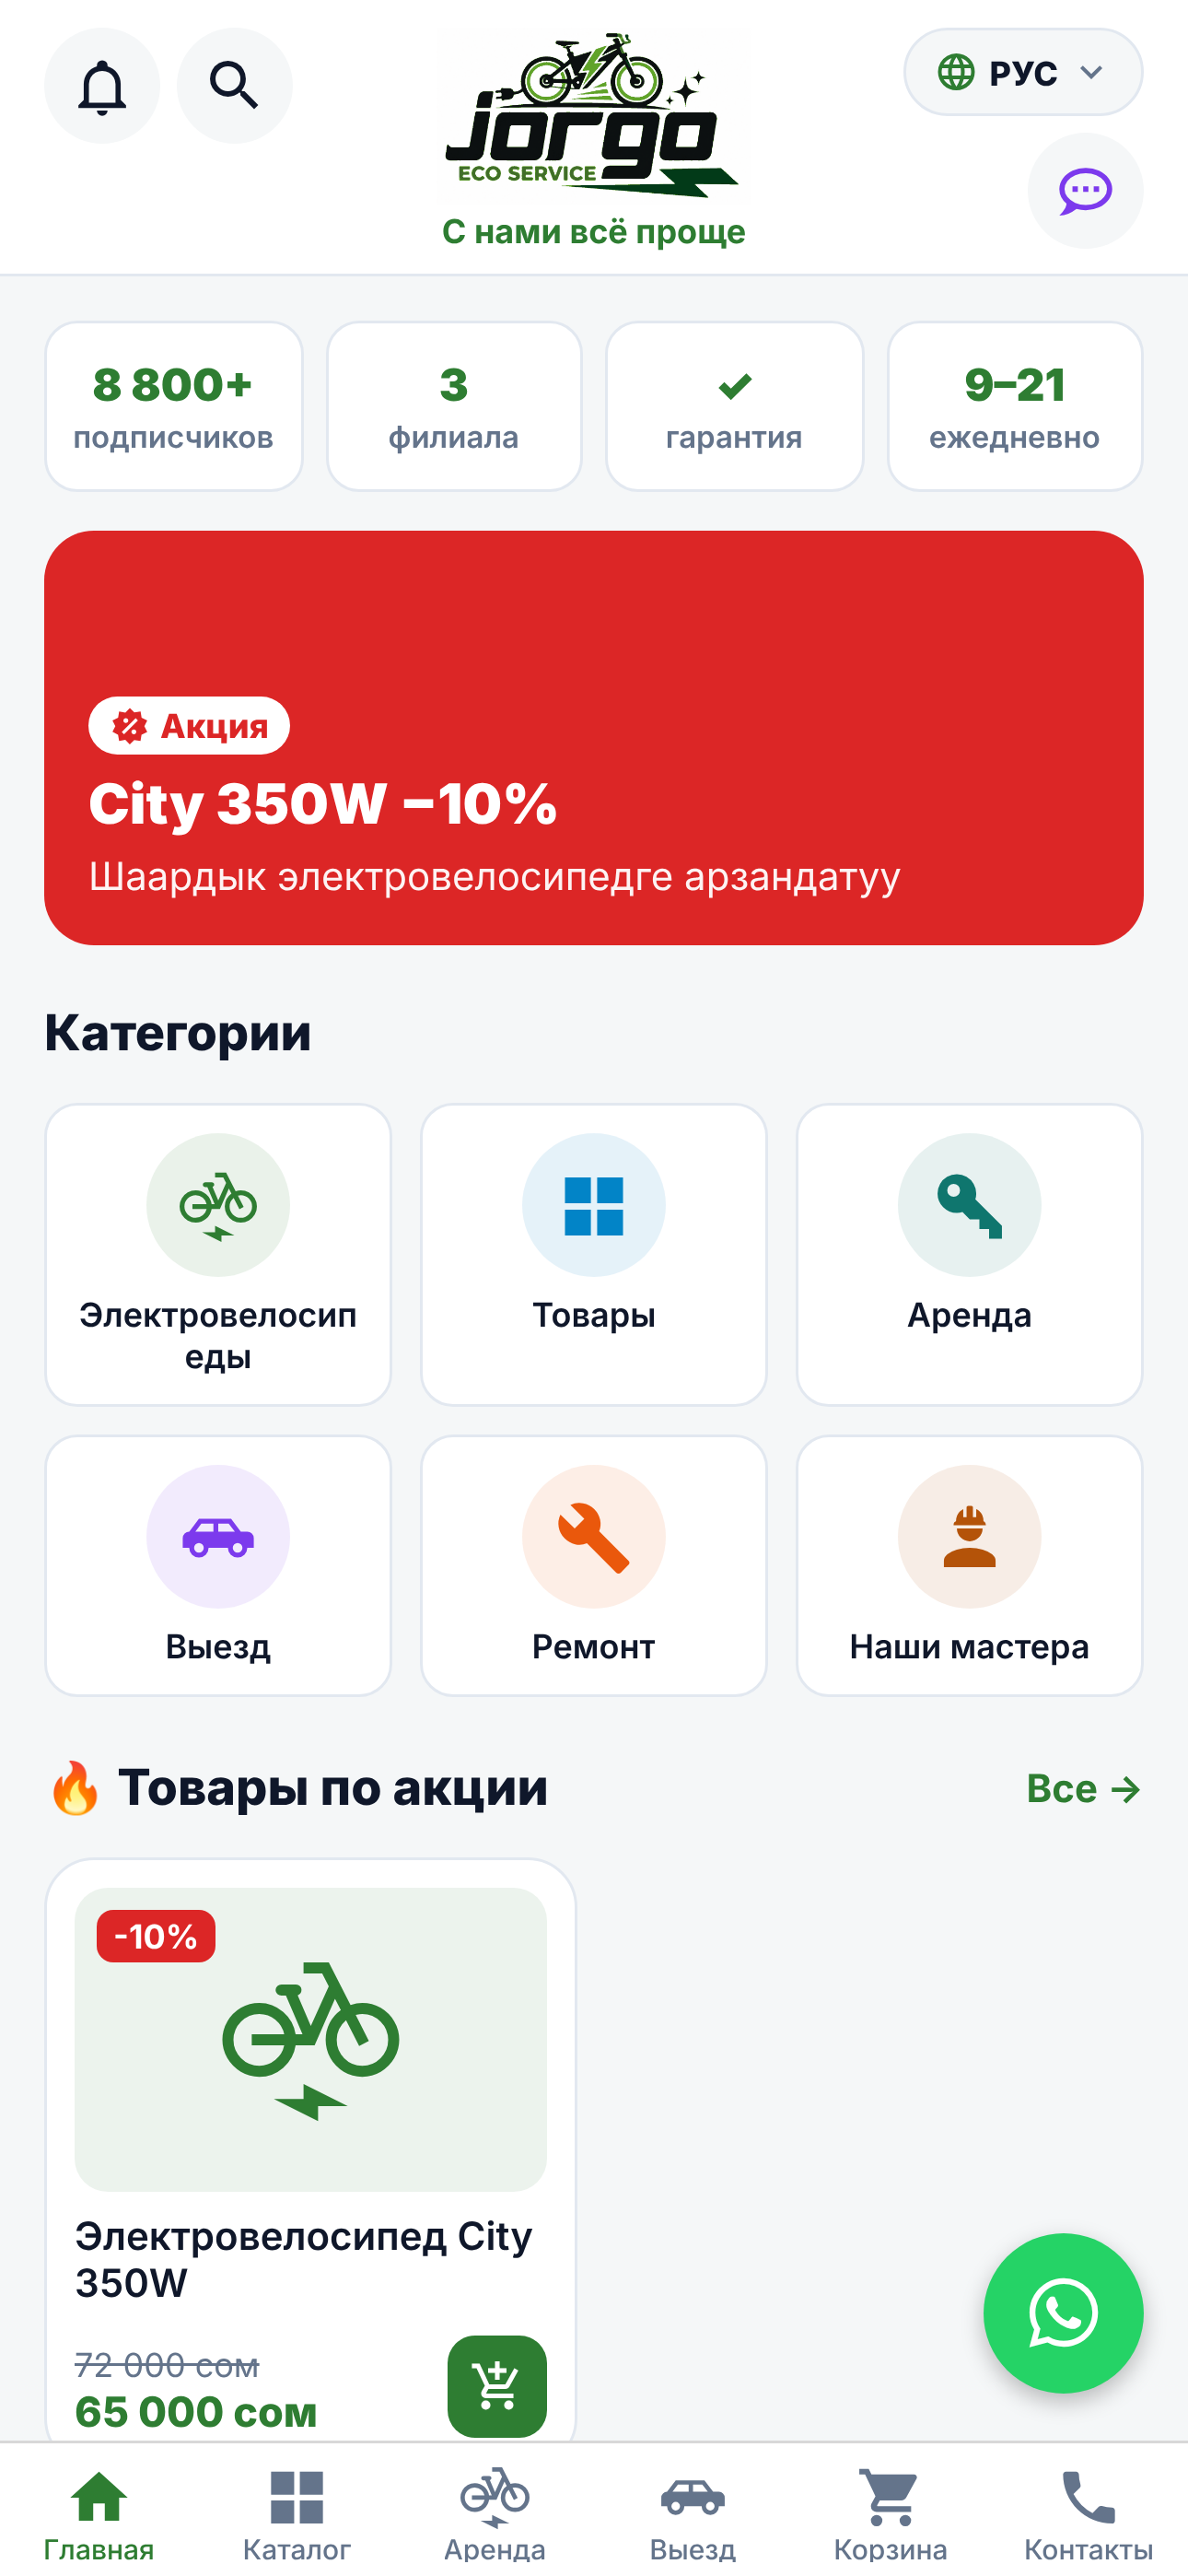 РУС
jorgo
ECO SERVICE
С нами всё проще
8 800+
подписчиков
3
филиала
✓
гарантия
9–21
ежедневно
Акция
City 350W −10%
Шаардык электровелосипедге арзандатуу
Категории
Электровелосип
еды
Товары
Аренда
Выезд
Ремонт
Наши мастера
🔥 Товары по акции
Все →
-10%
Электровелосипед City
350W
72 000 сом
65 000 сом
Главная
Каталог
Аренда
Выезд
Корзина
Контакты